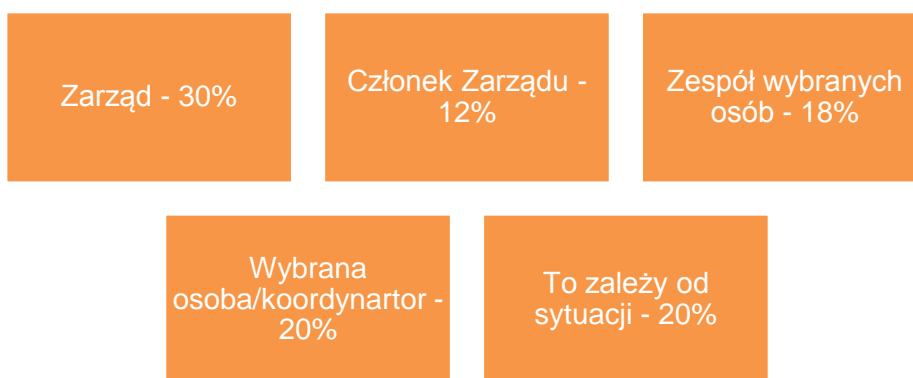 Zarząd - 30%
Członek Zarządu -
12%
Zespół wybranych
osób - 18%
Wybrana
osoba/koordynartor -
20%
To zależy od
sytuacji - 20%